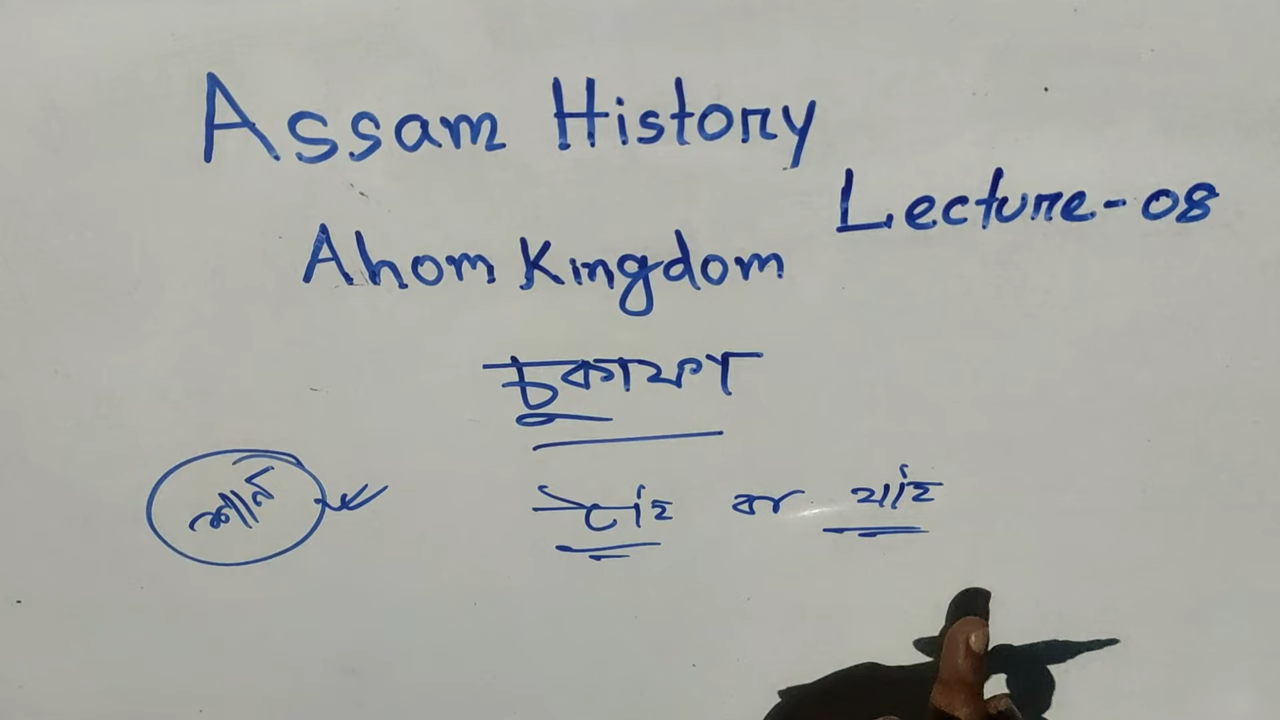 Assam History
Lecture-08
Ahom Kingdom
চুকাফা
শ্যান
টাই বা থাই